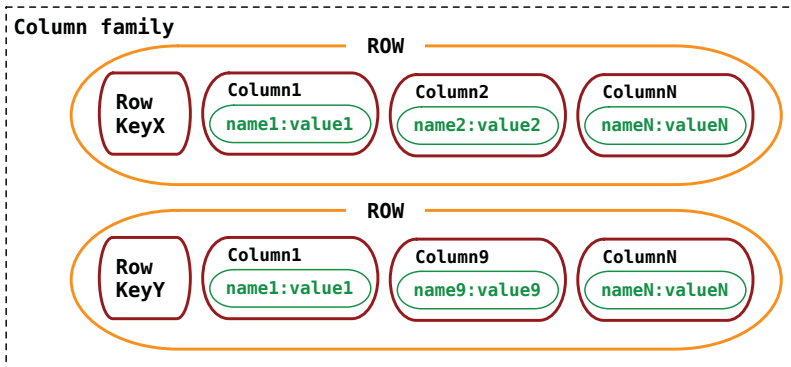 Column family
ROW
Row KeyX
Column1
name1:value1
Column2
name2:value2
ColumnN
nameN:valueN
ROW
Row KeyY
Column1
name1:value1
Column9
name9:value9
ColumnN
nameN:valueN